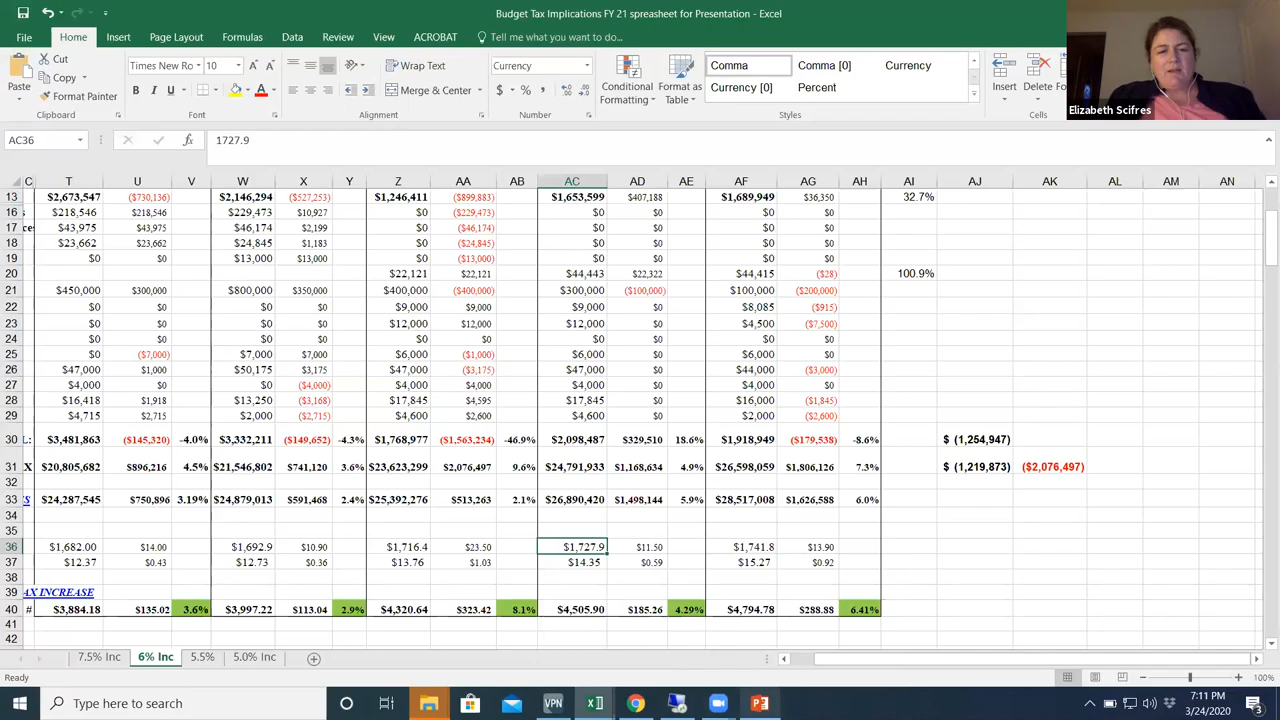 Budget Tax Implications FY 21 spreadsheet for Presentation - Excel
File Home Insert Page Layout Formulas Data Review View ACROBAT Tell me what you want to do...
Paste Cut Copy Format Painter Clipboard
Times New Ro 10 B I U A A A Font
Wrap Text Merge & Center Alignment
Currency $ % , Number
Conditional Formatting Format as Table
Comma Comma [0] Currency
Currency [0] Percent
Styles
Insert Delete Fo
Cells
Elizabeth Scifres
AC36 fx 1727.9
C T U V W X Y Z AA AB AC AD AE AF AG AH AI AJ AK AL AM AN
13 $2,673,547 ($730,136) $2,146,294 ($527,253) $1,246,411 ($899,883) $1,653,599 $407,188 $1,689,949 $36,350 32.7%
16 s $218,546 $218,546 $229,473 $10,927 $0 ($229,473) $0 $0 $0 $0
17 ces $43,975 $43,975 $46,174 $2,199 $0 ($46,174) $0 $0 $0 $0
18 $23,662 $23,662 $24,845 $1,183 $0 ($24,845) $0 $0 $0 $0
19 $0 $0 $13,000 $13,000 $0 ($13,000) $0 $0 $0 $0
20 $22,121 $22,121 $44,443 $22,322 $44,415 ($28) 100.9%
21 $450,000 $300,000 $800,000 $350,000 $400,000 ($400,000) $300,000 ($100,000) $100,000 ($200,000)
22 $0 $0 $0 $0 $9,000 $9,000 $9,000 $0 $8,085 ($915)
23 $0 $0 $0 $0 $12,000 $12,000 $12,000 $0 $4,500 ($7,500)
24 $0 $0 $0 $0 $0 $0 $0 $0 $0 $0
25 $0 ($7,000) $7,000 $7,000 $6,000 ($1,000) $6,000 $0 $6,000 $0
26 $47,000 $1,000 $50,175 $3,175 $47,000 ($3,175) $47,000 $0 $44,000 ($3,000)
27 $4,000 $0 $0 ($4,000) $4,000 $4,000 $4,000 $0 $4,000 $0
28 $16,418 $1,918 $13,250 ($3,168) $17,845 $4,595 $17,845 $0 $16,000 ($1,845)
29 $4,715 $2,715 $2,000 ($2,715) $4,600 $2,600 $4,600 $0 $2,000 ($2,600)
30 L: $3,481,863 ($145,320) -4.0% $3,332,211 ($149,652) -4.3% $1,768,977 ($1,563,234) -46.9% $2,098,487 $329,510 18.6% $1,918,949 ($179,538) -8.6% $ (1,254,947)
31 X $20,805,682 $896,216 4.5% $21,546,802 $741,120 3.6% $23,623,299 $2,076,497 9.6% $24,791,933 $1,168,634 4.9% $26,598,059 $1,806,126 7.3% $ (1,219,873) ($2,076,497)
32
33 S $24,287,545 $750,896 3.19% $24,879,013 $591,468 2.4% $25,392,276 $513,263 2.1% $26,890,420 $1,498,144 5.9% $28,517,008 $1,626,588 6.0%
34
35
36 $1,682.00 $14.00 $1,692.9 $10.90 $1,716.4 $23.50 $1,727.9 $11.50 $1,741.8 $13.90
37 $12.37 $0.43 $12.73 $0.36 $13.76 $1.03 $14.35 $0.59 $15.27 $0.92
38
39 AX INCREASE
40 # $3,884.18 $135.02 3.6% $3,997.22 $113.04 2.9% $4,320.64 $323.42 8.1% $4,505.90 $185.26 4.29% $4,794.78 $288.88 6.41%
41
42
7.5% Inc 6% Inc 5.5% 5.0% Inc
Ready 100%
Type here to search VPN 7:11 PM
3/24/2020 3